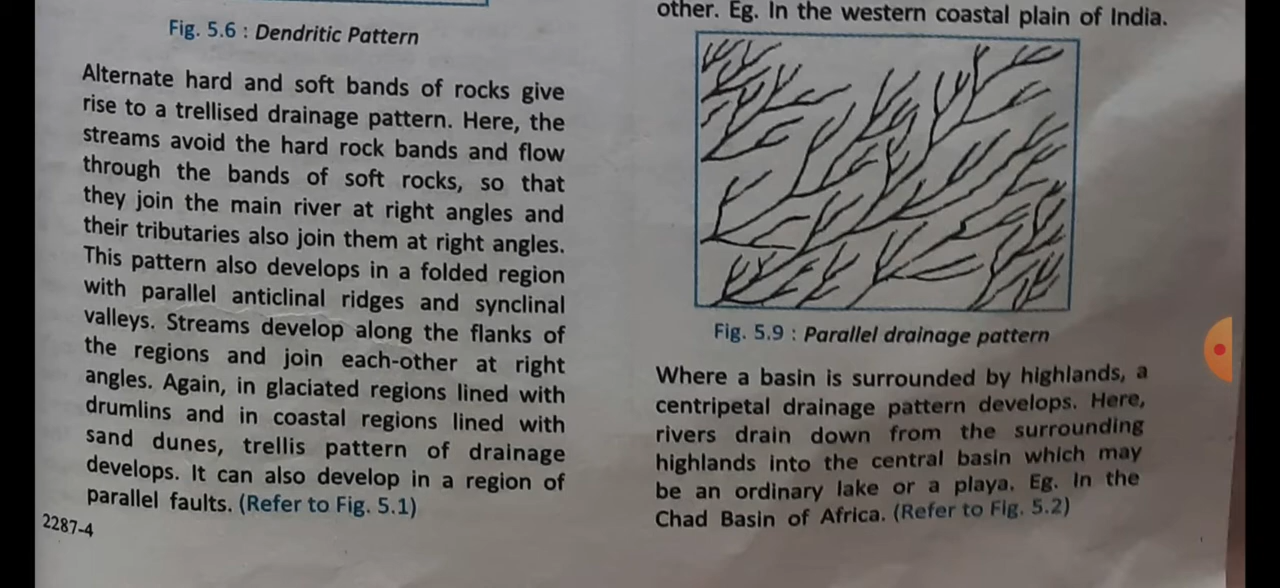 Fig. 5.6 : Dendritic Pattern
Alternate hard and soft bands of rocks give
rise to a trellised drainage pattern. Here, the
streams avoid the hard rock bands and flow
through the bands of soft rocks, so that
they join the main river at right angles and
their tributaries also join them at right angles.
This pattern also develops in a folded region
with parallel anticlinal ridges and synclinal
valleys. Streams develop along the flanks of
the regions and join each-other at right
angles. Again, in glaciated regions lined with
drumlins and in coastal regions lined with
sand dunes, trellis pattern of drainage
develops. It can also develop in a region of
parallel faults. (Refer to Fig. 5.1)
2287-4
other. Eg. In the western coastal plain of India.
Fig. 5.9 : Parallel drainage pattern
Where a basin is surrounded by highlands, a
centripetal drainage pattern develops. Here,
rivers drain down from the surrounding
highlands into the central basin which may
be an ordinary lake or a playa. Eg. In the
Chad Basin of Africa. (Refer to Fig. 5.2)